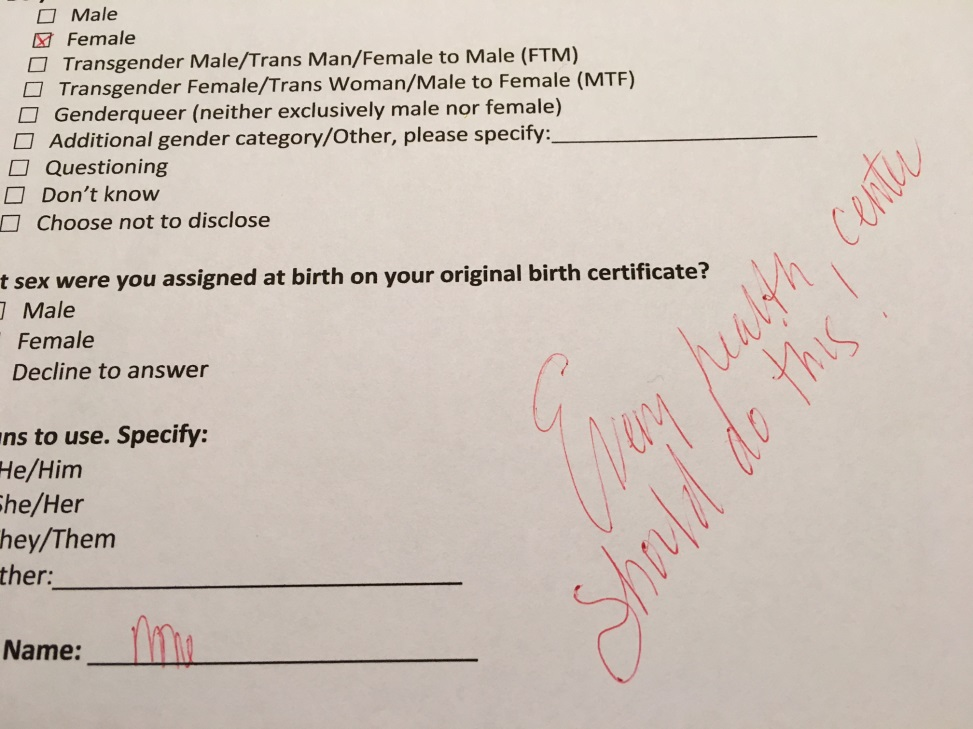 Male
Female
Transgender Male/Trans Man/Female to Male (FTM)
Transgender Female/Trans Woman/Male to Female (MTF)
Genderqueer (neither exclusively male nor female)
Additional gender category/Other, please specify:
Questioning
Don't know
Choose not to disclose
t sex were you assigned at birth on your original birth certificate?
Male
Female
Decline to answer
ns to use. Specify:
He/Him
She/Her
hey/Them
ther:
Name:
Every health center
should do this!